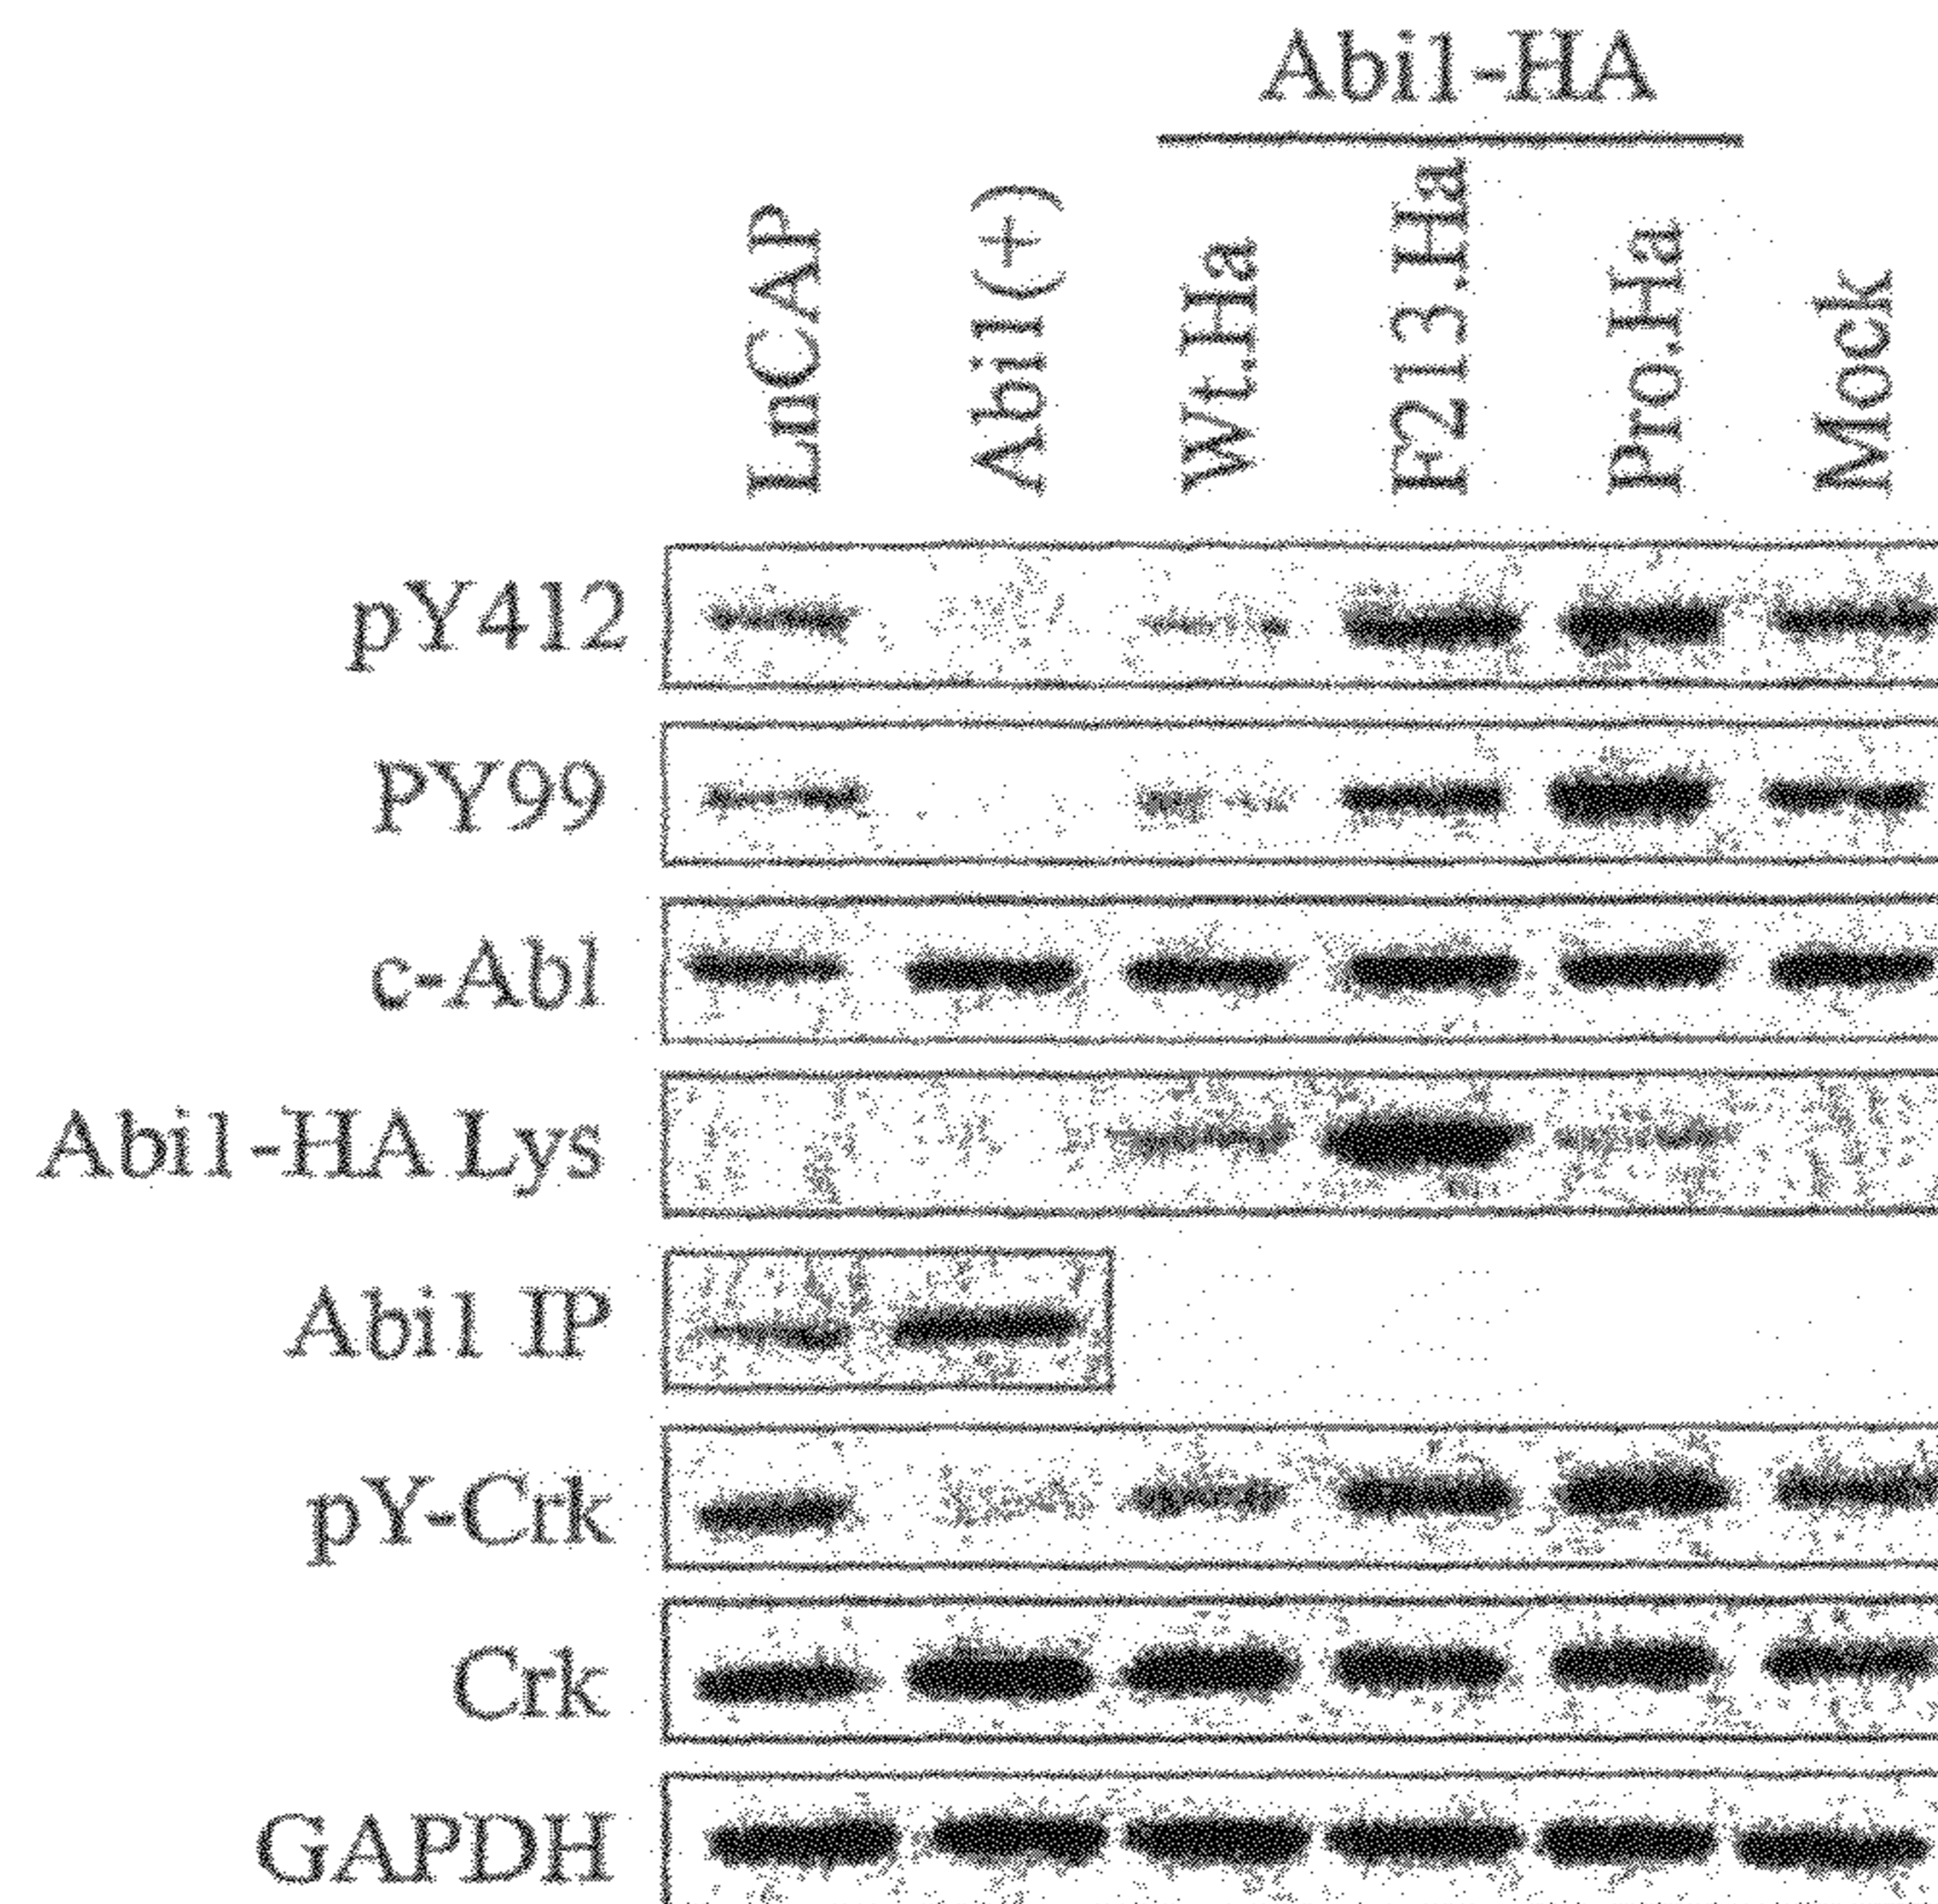 Abi1-HA
LnCAP
Abi1(+)
Wt.Ha
F213.Ha
Pro.Ha
Mock
pY412
PY99
c-Abl
Abi1-HA Lys
Abi1 IP
pY-Crk
Crk
GAPDH